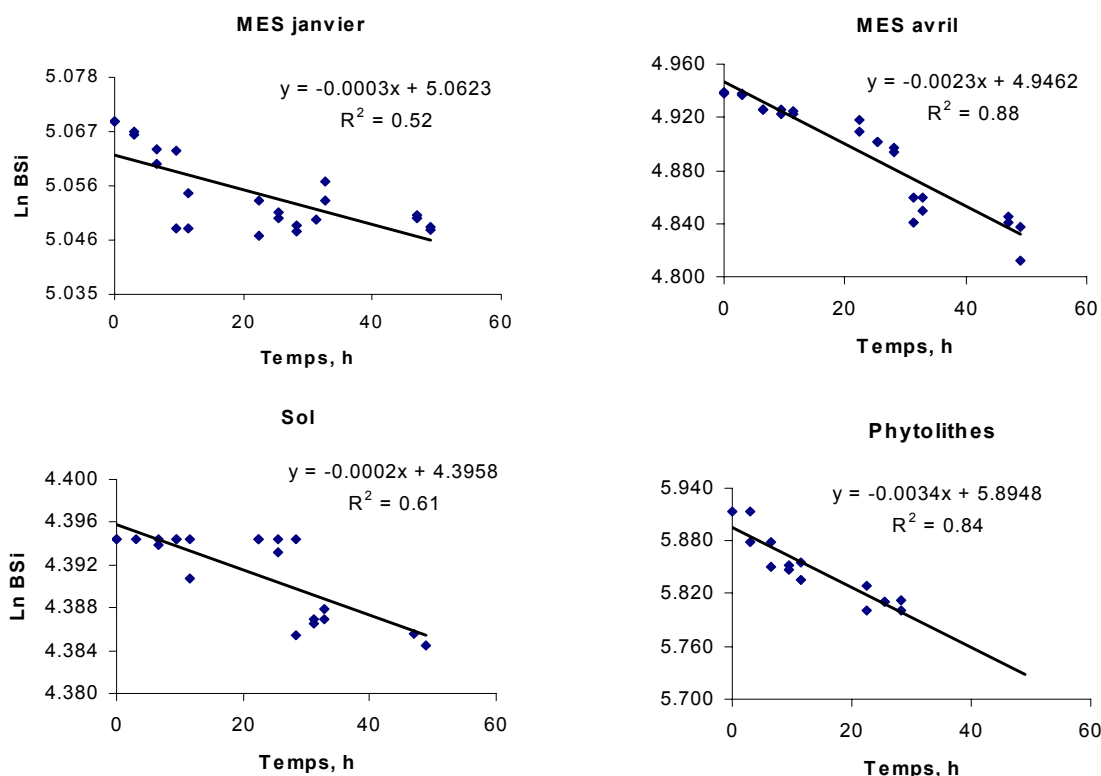 MES janvier
y = -0.0003x + 5.0623
R² = 0.52
Ln BSi
5.078
5.067
5.056
5.046
5.035
0 20 40 60
Temps, h
MES avril
y = -0.0023x + 4.9462
R² = 0.88
4.960
4.920
4.880
4.840
4.800
0 20 40 60
Temps, h
Sol
y = -0.0002x + 4.3958
R² = 0.61
Ln BSi
4.400
4.396
4.392
4.388
4.384
4.380
0 20 40 60
Temps, h
Phytolithes
y = -0.0034x + 5.8948
R² = 0.84
5.940
5.880
5.820
5.760
5.700
0 20 40 60
Temps, h